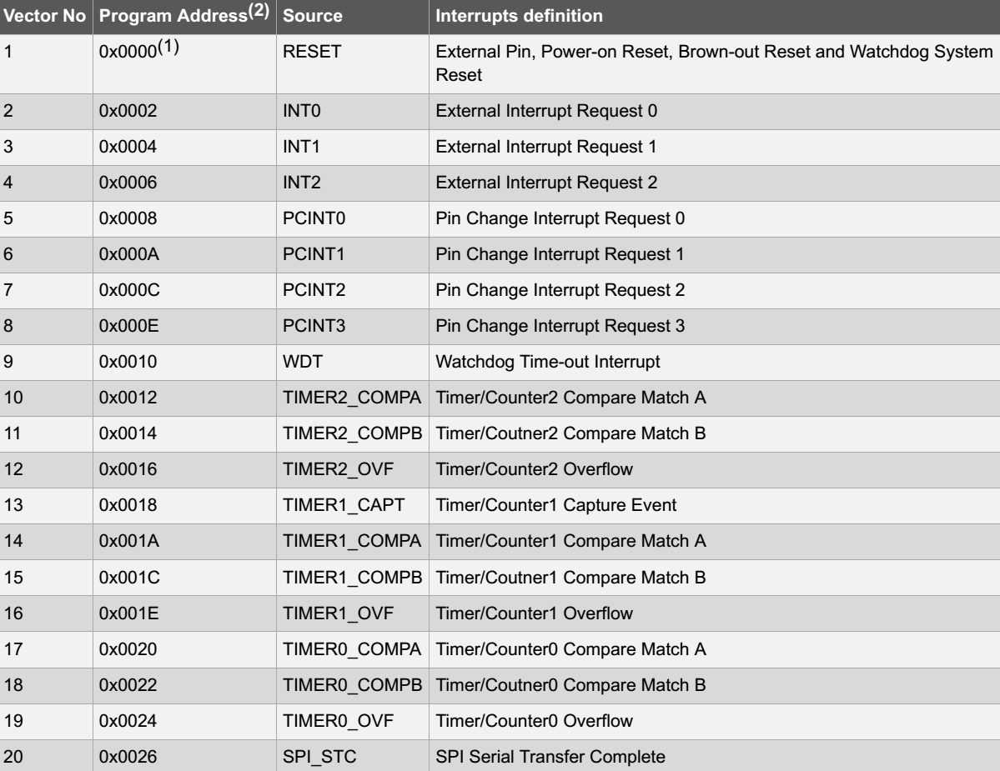 Vector No Program Address(2) Source Interrupts definition
1 0x0000(1) RESET External Pin, Power-on Reset, Brown-out Reset and Watchdog System
Reset
2 0x0002 INT0 External Interrupt Request 0
3 0x0004 INT1 External Interrupt Request 1
4 0x0006 INT2 External Interrupt Request 2
5 0x0008 PCINT0 Pin Change Interrupt Request 0
6 0x000A PCINT1 Pin Change Interrupt Request 1
7 0x000C PCINT2 Pin Change Interrupt Request 2
8 0x000E PCINT3 Pin Change Interrupt Request 3
9 0x0010 WDT Watchdog Time-out Interrupt
10 0x0012 TIMER2_COMPA Timer/Counter2 Compare Match A
11 0x0014 TIMER2_COMPB Timer/Coutner2 Compare Match B
12 0x0016 TIMER2_OVF Timer/Counter2 Overflow
13 0x0018 TIMER1_CAPT Timer/Counter1 Capture Event
14 0x001A TIMER1_COMPA Timer/Counter1 Compare Match A
15 0x001C TIMER1_COMPB Timer/Coutner1 Compare Match B
16 0x001E TIMER1_OVF Timer/Counter1 Overflow
17 0x0020 TIMER0_COMPA Timer/Counter0 Compare Match A
18 0x0022 TIMER0_COMPB Timer/Coutner0 Compare Match B
19 0x0024 TIMER0_OVF Timer/Counter0 Overflow
20 0x0026 SPI_STC SPI Serial Transfer Complete